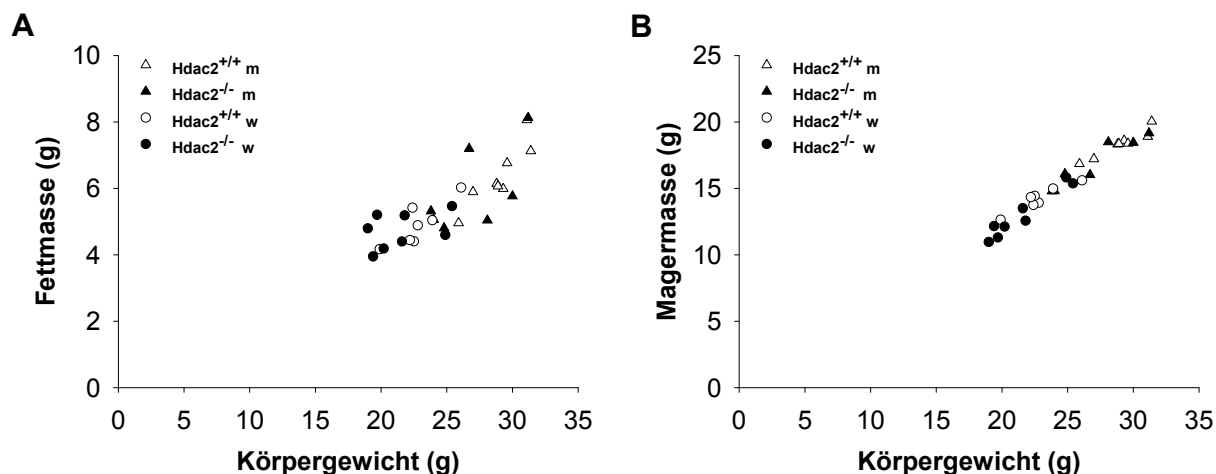 A
Hdac2+/+ m
Hdac2-/- m
Hdac2+/+ w
Hdac2-/- w
10
8
6
4
2
0
Fettmasse (g)
0 5 10 15 20 25 30 35
Körpergewicht (g)
B
Hdac2+/+ m
Hdac2-/- m
Hdac2+/+ w
Hdac2-/- w
25
20
15
10
5
0
Magermasse (g)
0 5 10 15 20 25 30 35
Körpergewicht (g)